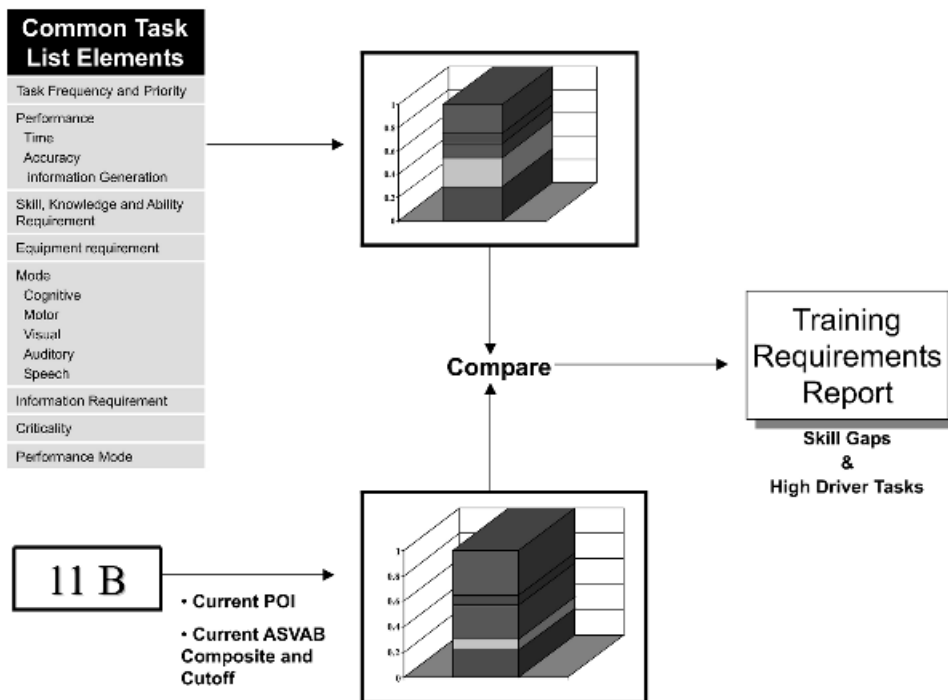 Common Task
List Elements
Task Frequency and Priority
Performance
Time
Accuracy
Information Generation
Skill, Knowledge and Ability
Requirement
Equipment requirement
Mode
Cognitive
Motor
Visual
Auditory
Speech
Information Requirement
Criticality
Performance Mode
1
0.8
0.6
0.4
0.2
0
Compare
Training
Requirements
Report
Skill Gaps
&
High Driver Tasks
11 B
• Current POI
• Current ASVAB
Composite and
Cutoff
1
0.8
0.6
0.4
0.2
0